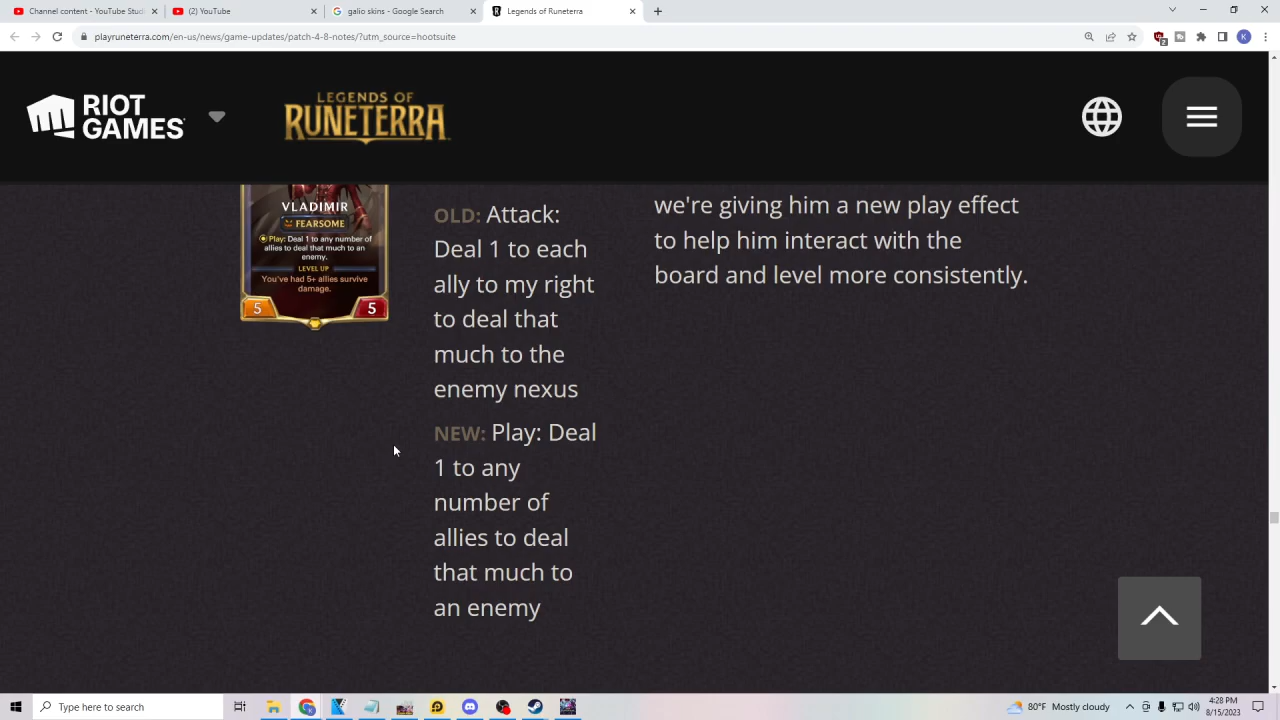 Channel content - YouTube Stud
(2) YouTube
galio skins - Google Search
Legends of Runeterra
playruneterra.com/en-us/news/game-updates/patch-4-8-notes/?utm_source=hootsuite
2
K
RIOT
GAMES
LEGENDS OF
RUNETERRA
VLADIMIR
FEARSOME
Play: Deal 1 to any number of
allies to deal that much to an
enemy.
LEVEL UP
You've had 5+ allies survive
damage.
5
5
OLD: Attack:
Deal 1 to each
ally to my right
to deal that
much to the
enemy nexus
NEW: Play: Deal
1 to any
number of
allies to deal
that much to
an enemy
we're giving him a new play effect
to help him interact with the
board and level more consistently.
Type here to search
80°F Mostly cloudy
4:28 PM
8/15/2023